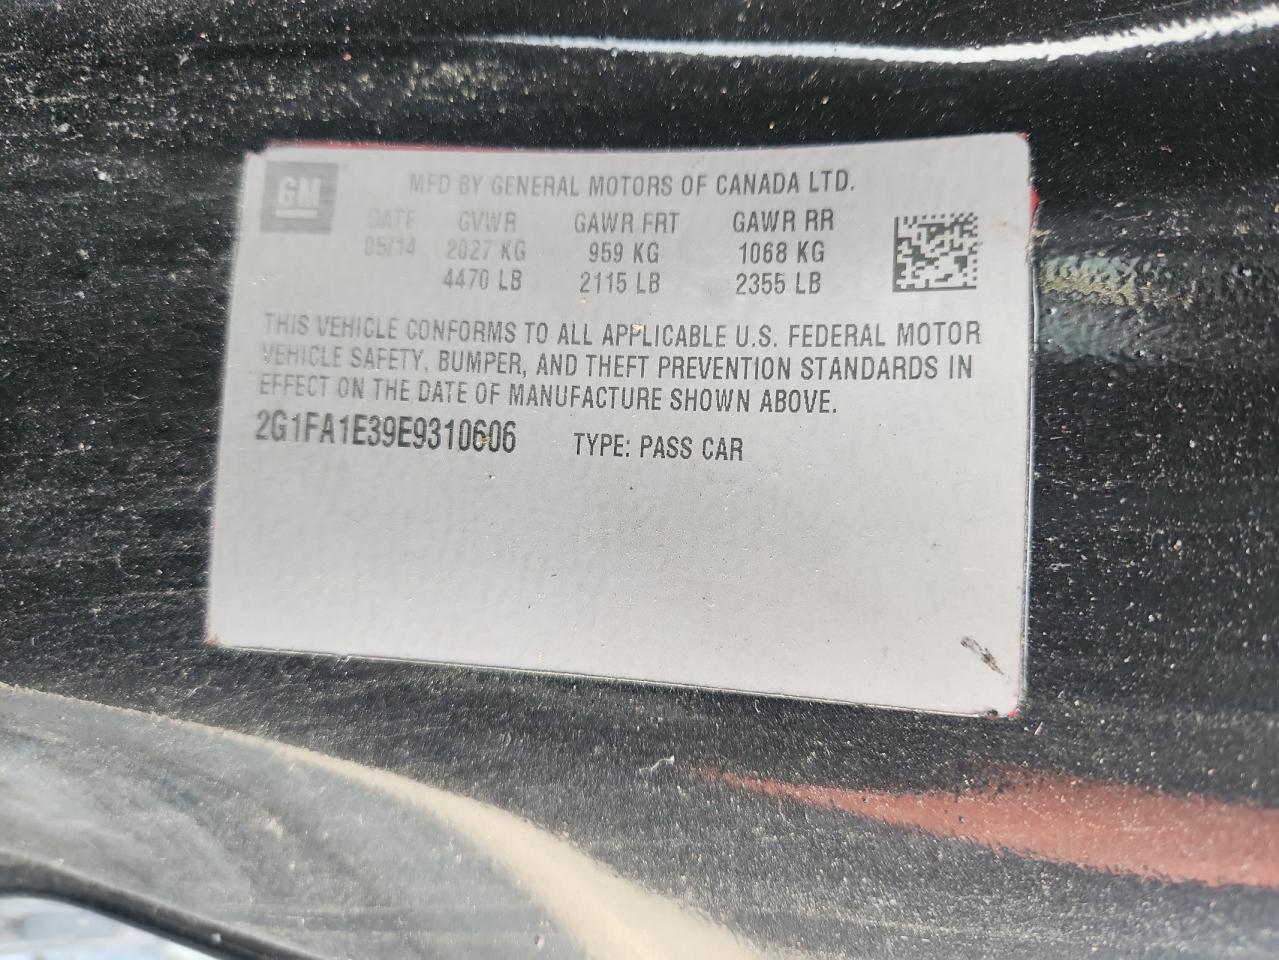 GM
MFD BY GENERAL MOTORS OF CANADA LTD.
DATE GVWR GAWR FRT GAWR RR
05/14 2027 KG 959 KG 1068 KG
4470 LB 2115 LB 2355 LB
THIS VEHICLE CONFORMS TO ALL APPLICABLE U.S. FEDERAL MOTOR
VEHICLE SAFETY, BUMPER, AND THEFT PREVENTION STANDARDS IN
EFFECT ON THE DATE OF MANUFACTURE SHOWN ABOVE.
2G1FA1E39E9310606 TYPE: PASS CAR